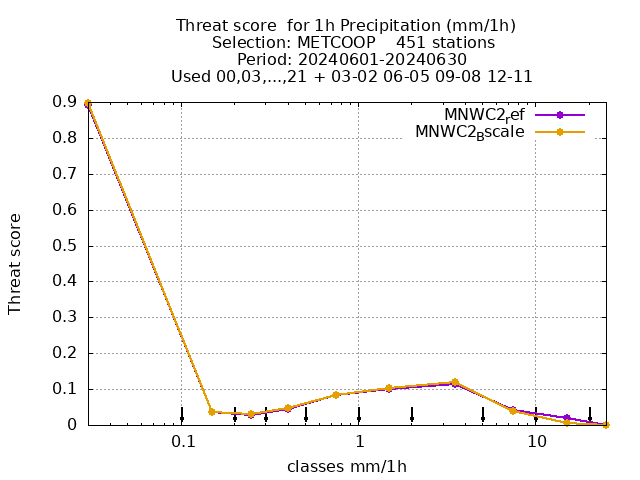 Threat score  for 1h Precipitation (mm/1h)
Selection: METCOOP    451 stations
Period: 20240601-20240630
Used 00,03,...,21 + 03-02 06-05 09-08 12-11
MNWC2ref
MNWC2Bscale
0.9
0.8
0.7
0.6
0.5
0.4
0.3
0.2
0.1
0
Threat score
0.1 1 10
classes mm/1h